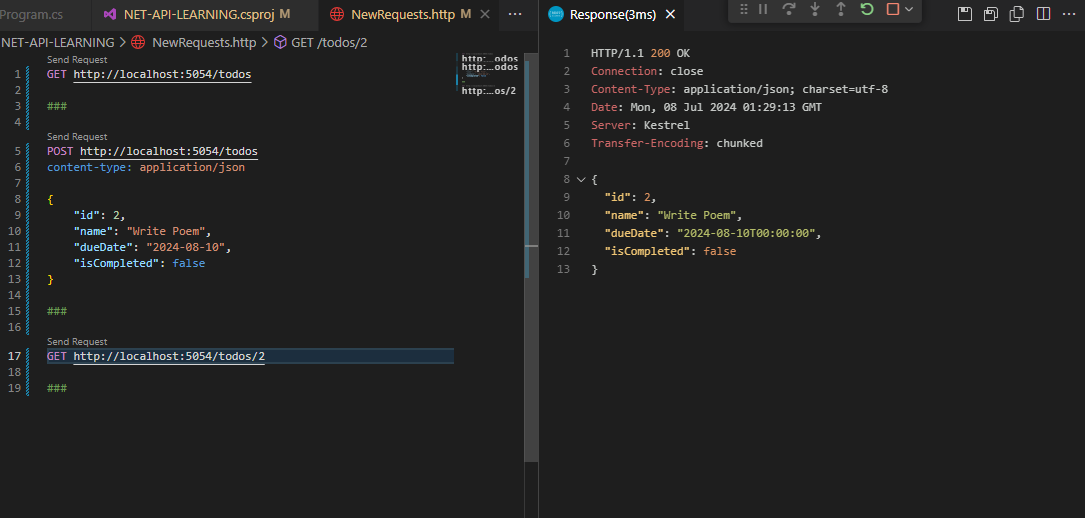 Program.cs NET-API-LEARNING.csproj M NewRequests.http M
NET-API-LEARNING > NewRequests.http > GET /todos/2
Send Request
1 GET http://localhost:5054/todos
2
3 ###
4
Send Request
5 POST http://localhost:5054/todos
6 content-type: application/json
7
8 {
9 "id": 2,
10 "name": "Write Poem",
11 "dueDate": "2024-08-10",
12 "isCompleted": false
13 }
14
15 ###
16
Send Request
17 GET http://localhost:5054/todos/2
18
19 ###
http:...odos
http:...odos
http:...os/2
Response(3ms)
1 HTTP/1.1 200 OK
2 Connection: close
3 Content-Type: application/json; charset=utf-8
4 Date: Mon, 08 Jul 2024 01:29:13 GMT
5 Server: Kestrel
6 Transfer-Encoding: chunked
7
8 {
9 "id": 2,
10 "name": "Write Poem",
11 "dueDate": "2024-08-10T00:00:00",
12 "isCompleted": false
13 }